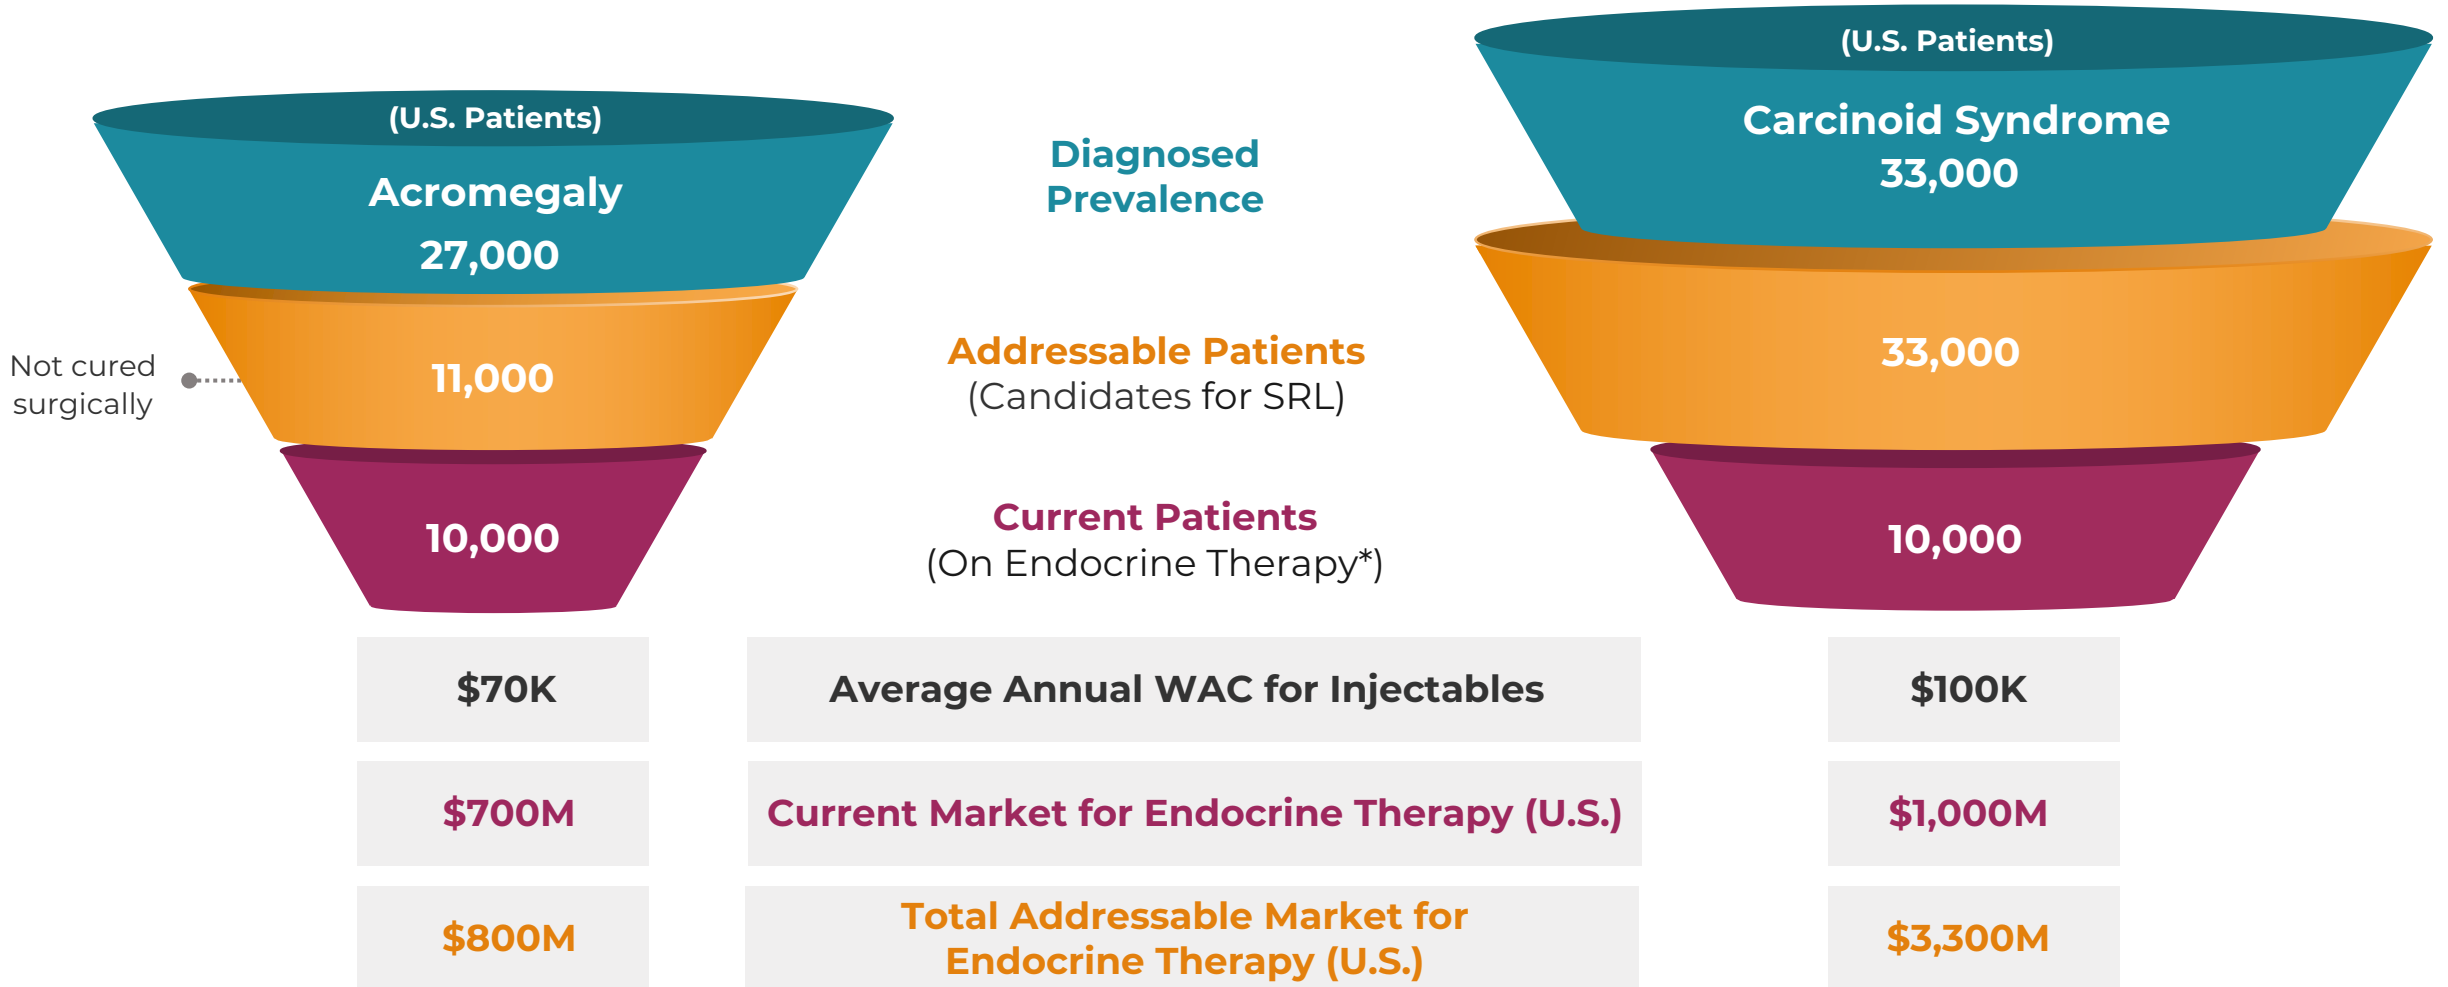 (U.S. Patients)
Acromegaly
27,000
Not cured
surgically
11,000
10,000
Diagnosed
Prevalence
Addressable Patients
(Candidates for SRL)
Current Patients
(On Endocrine Therapy*)
(U.S. Patients)
Carcinoid Syndrome
33,000
33,000
10,000
$70K
Average Annual WAC for Injectables
$100K
$700M
Current Market for Endocrine Therapy (U.S.)
$1,000M
$800M
Total Addressable Market for
Endocrine Therapy (U.S.)
$3,300M